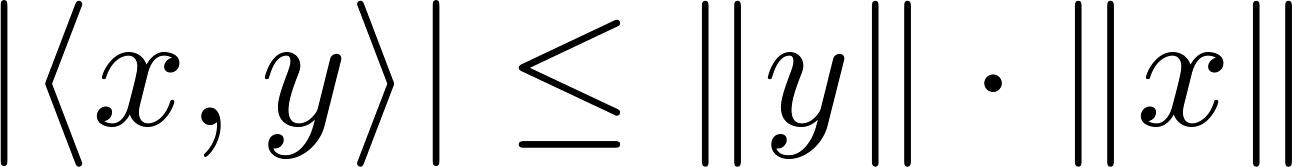 |⟨x, y⟩| ≤ ‖y‖ · ‖x‖